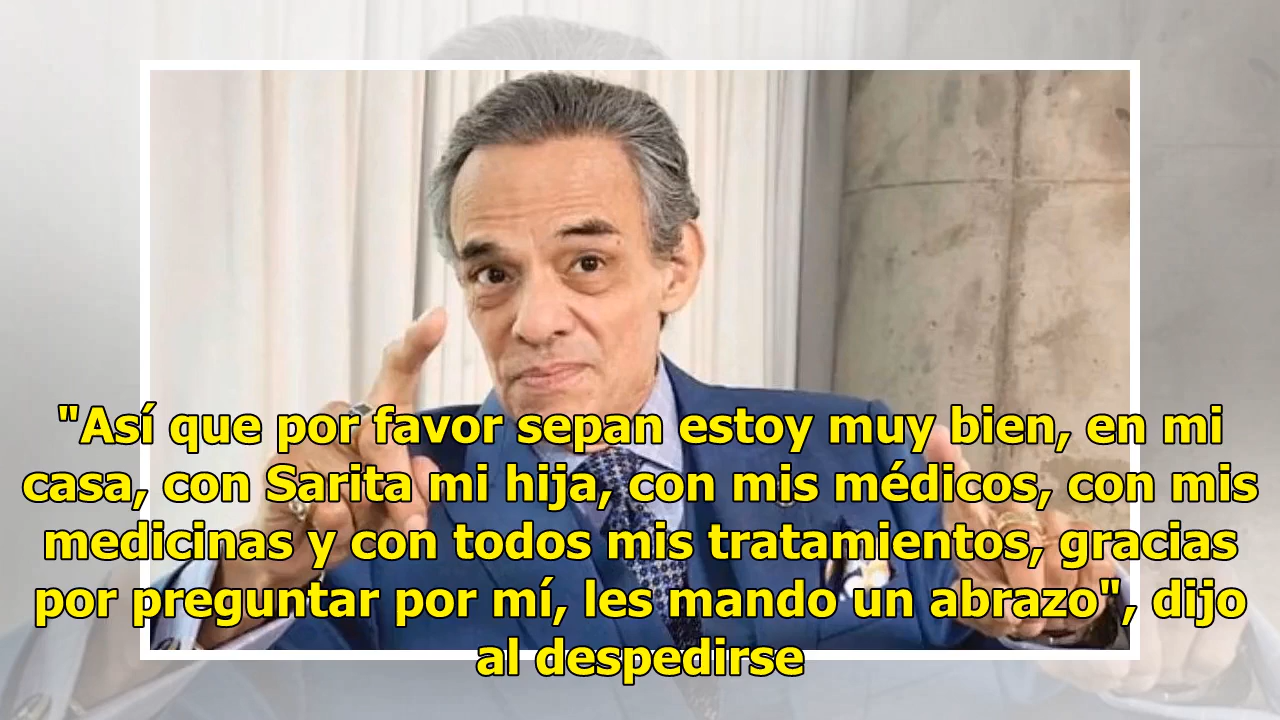 "Así que por favor sepan estoy muy bien, en mi
casa, con Sarita mi hija, con mis médicos, con mis
medicinas y con todos mis tratamientos, gracias
por preguntar por mí, les mando un abrazo", dijo
al despedirse